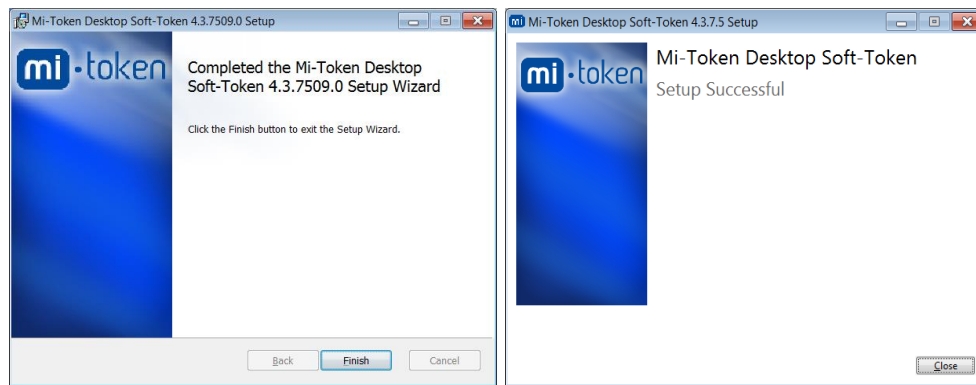 Mi-Token Desktop Soft-Token 4.3.7509.0 Setup
mi·token
Completed the Mi-Token Desktop
Soft-Token 4.3.7509.0 Setup Wizard
Click the Finish button to exit the Setup Wizard.
Back
Finish
Cancel
mi Mi-Token Desktop Soft-Token 4.3.7.5 Setup
mi·token
Mi-Token Desktop Soft-Token
Setup Successful
Close